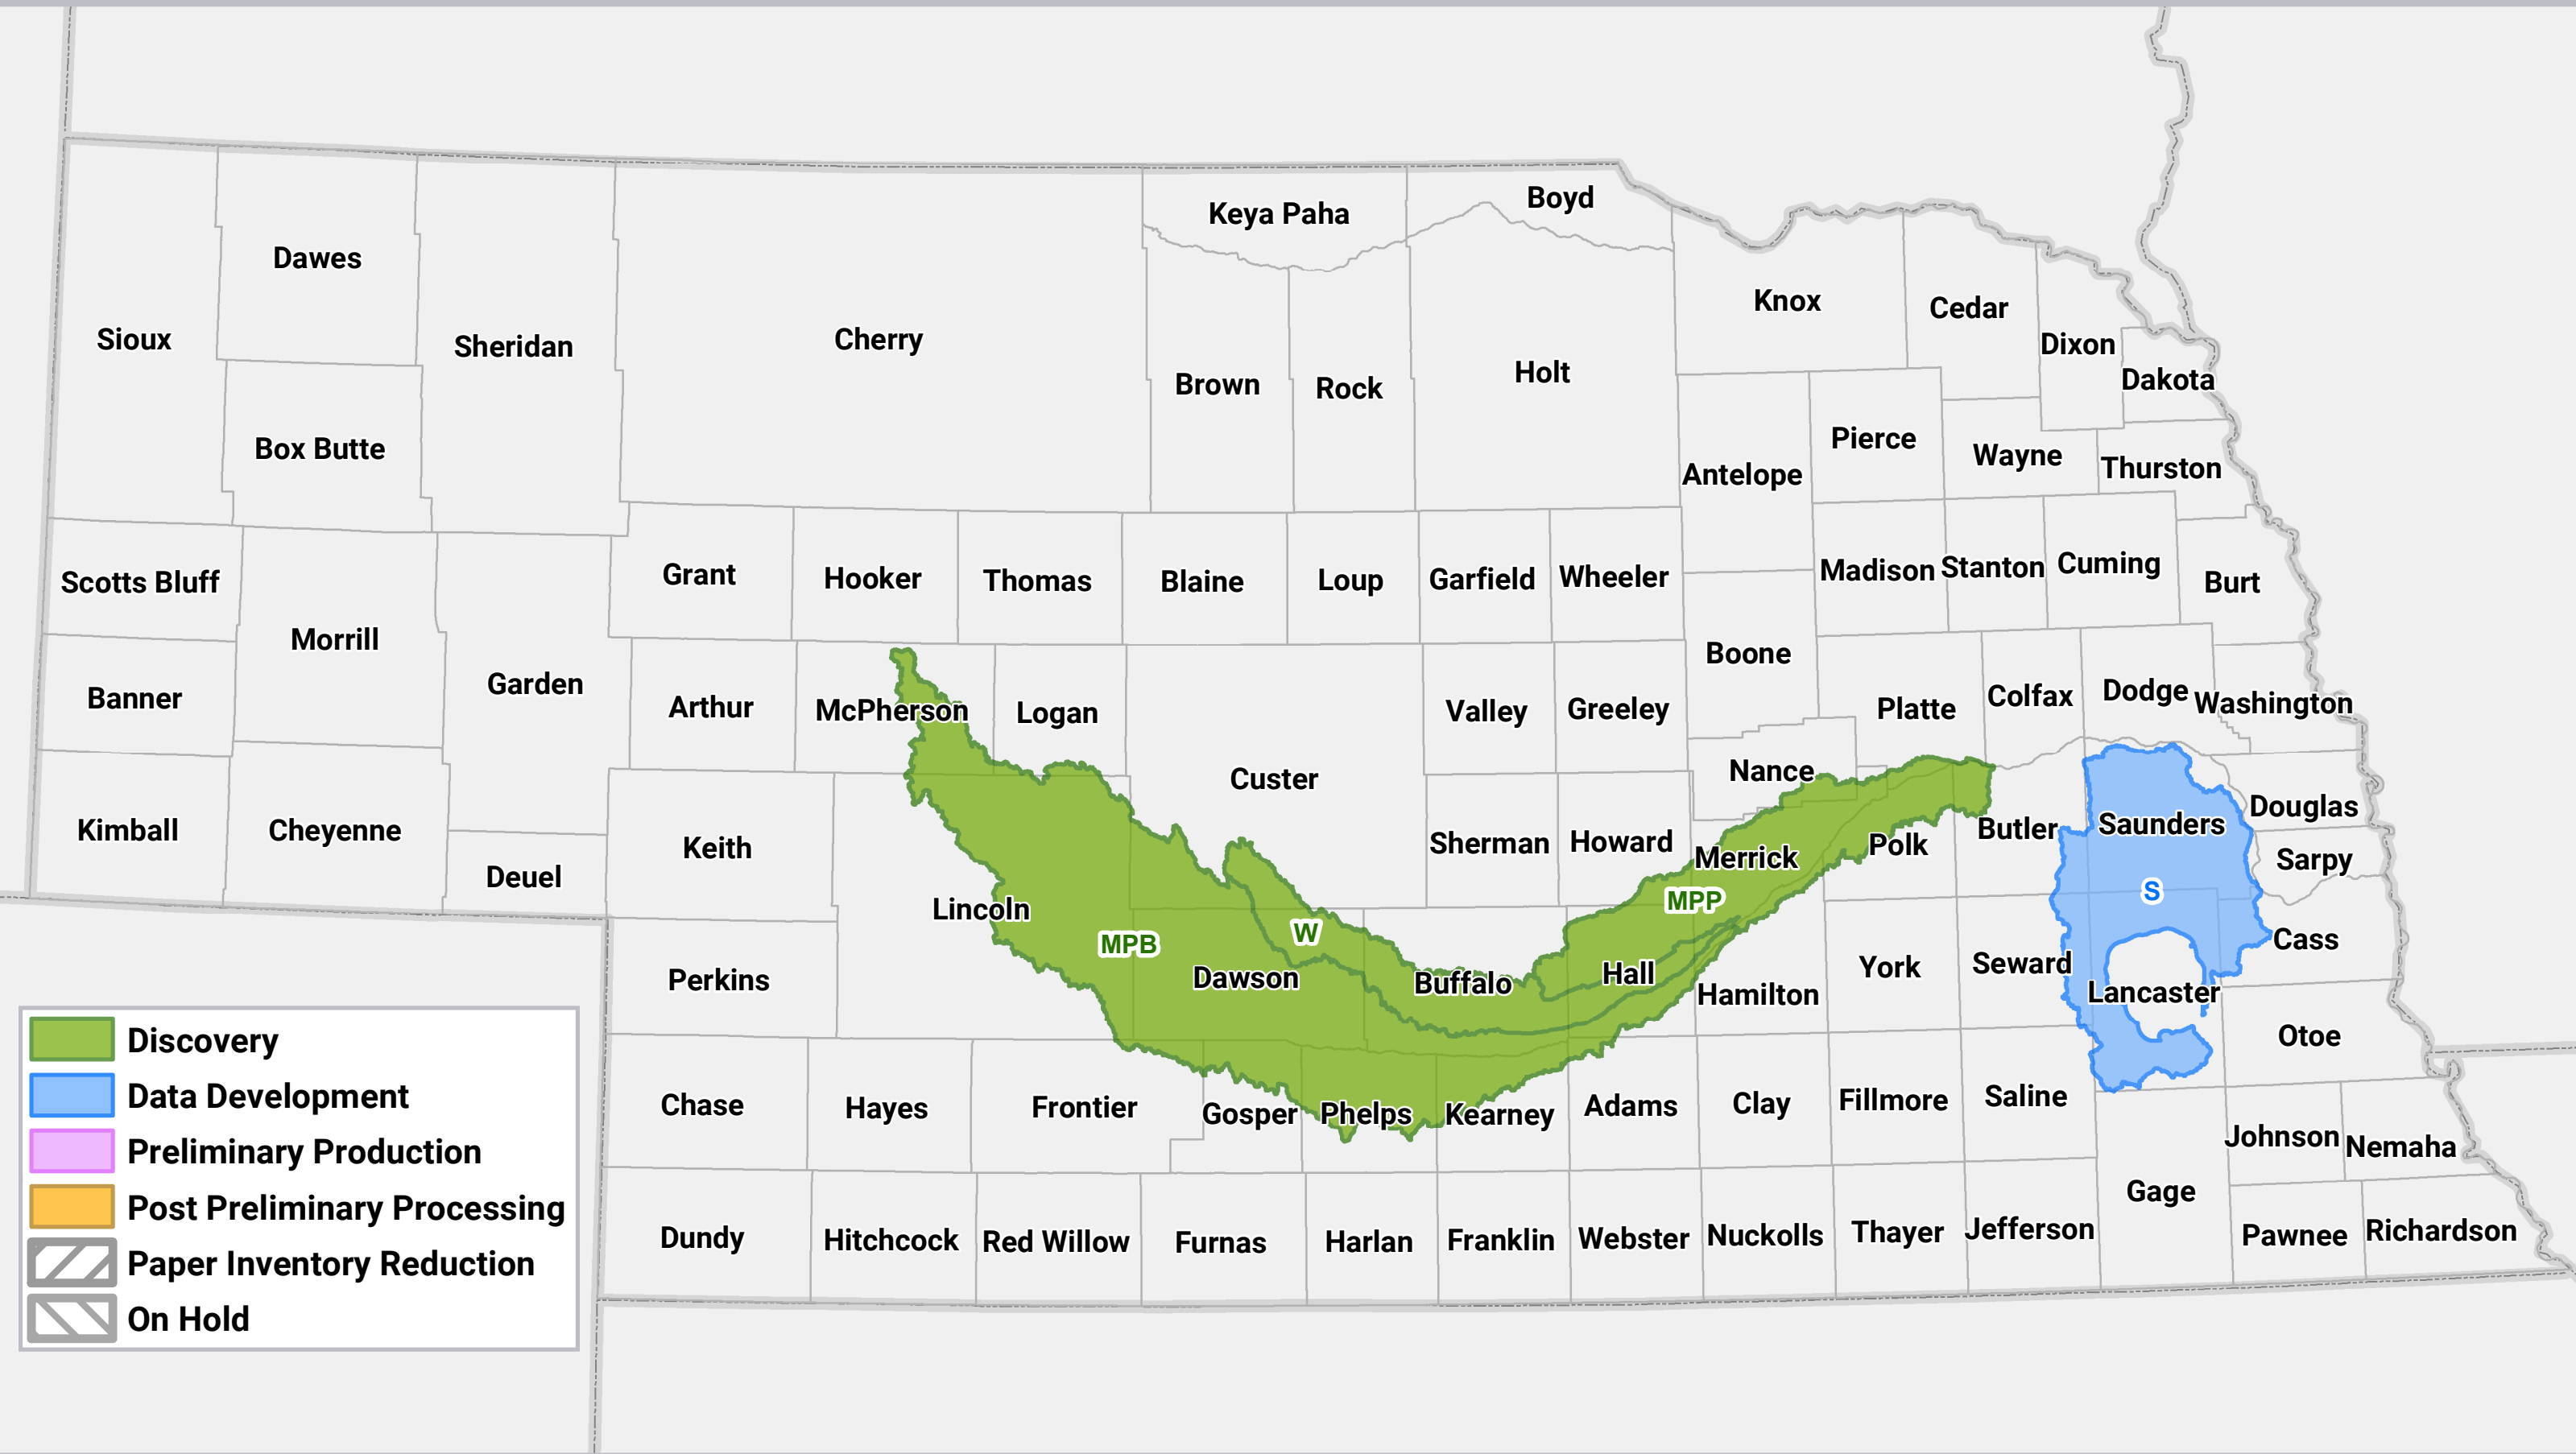 Keya Paha
Boyd
Dawes
Knox
Cedar
Sioux
Sheridan
Cherry
Dixon
Brown
Rock
Holt
Dakota
Box Butte
Pierce
Wayne
Antelope
Thurston
Scotts Bluff
Grant
Hooker
Thomas
Blaine
Loup
Garfield
Wheeler
Madison
Stanton
Cuming
Burt
Morrill
Boone
Banner
Garden
Arthur
McPherson
Logan
Valley
Greeley
Platte
Colfax
Dodge
Washington
Custer
Nance
Kimball
Cheyenne
Keith
Sherman
Howard
Merrick
Polk
Butler
Saunders
Douglas
Deuel
Sarpy
Lincoln
MPP
S
MPB
W
Cass
Perkins
Dawson
Buffalo
Hall
Hamilton
York
Seward
Lancaster
Otoe
Chase
Hayes
Frontier
Gosper
Phelps
Kearney
Adams
Clay
Fillmore
Saline
Johnson
Nemaha
Gage
Dundy
Hitchcock
Red Willow
Furnas
Harlan
Franklin
Webster
Nuckolls
Thayer
Jefferson
Pawnee
Richardson
Discovery
Data Development
Preliminary Production
Post Preliminary Processing
Paper Inventory Reduction
On Hold